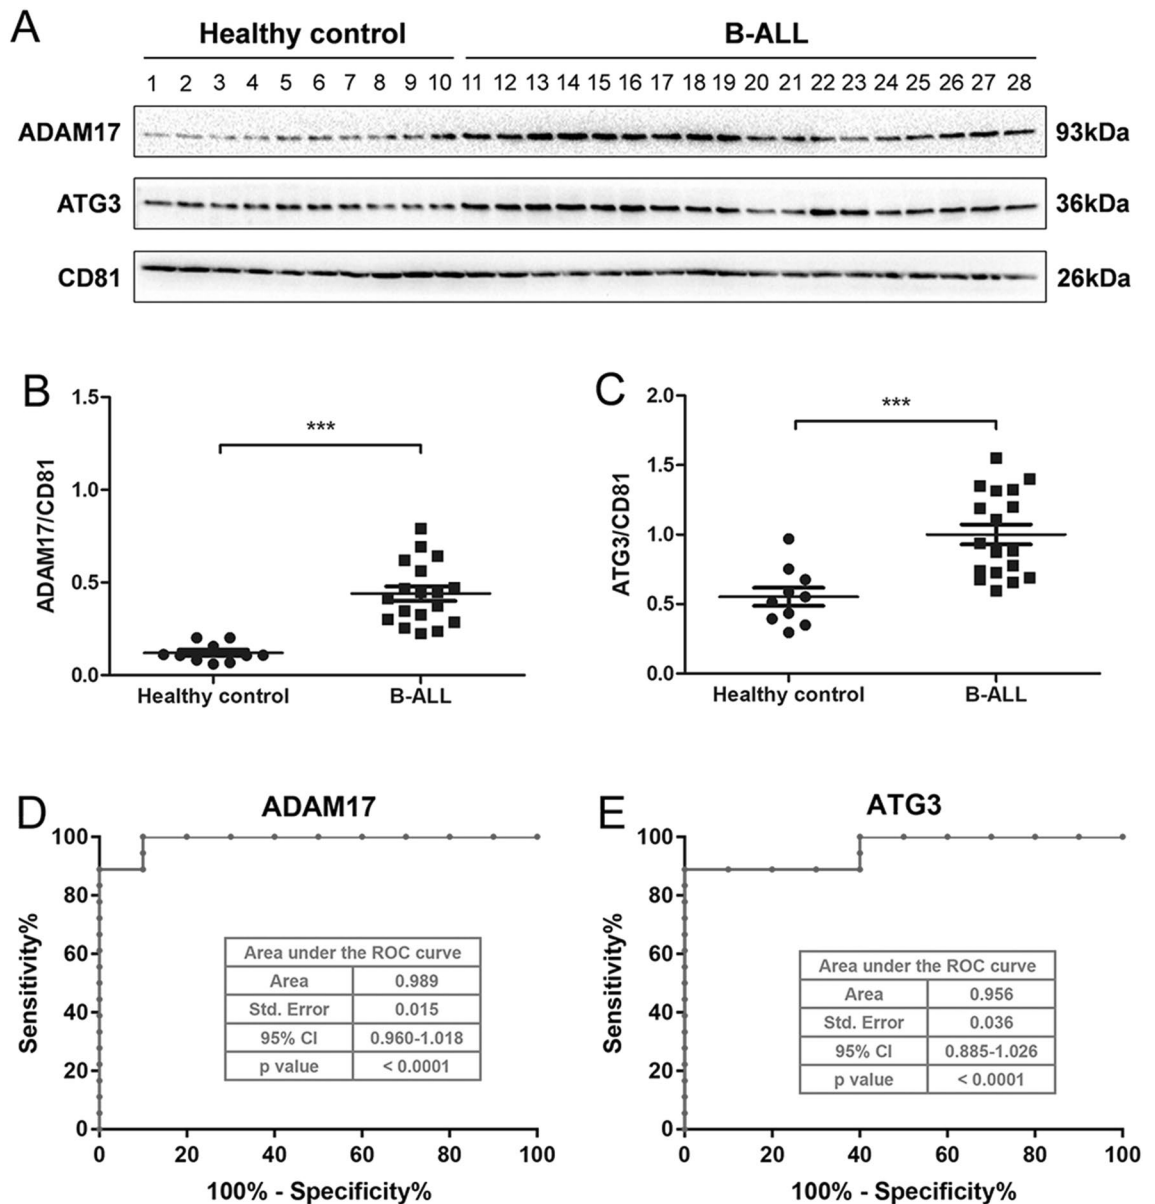 A
Healthy control B-ALL
1 2 3 4 5 6 7 8 9 10 11 12 13 14 15 16 17 18 19 20 21 22 23 24 25 26 27 28
ADAM17 93kDa
ATG3 36kDa
CD81 26kDa
B
ADAM17/CD81
1.5
1.0
0.5
0.0
***
Healthy control B-ALL
C
ATG3/CD81
2.0
1.5
1.0
0.5
0.0
***
Healthy control B-ALL
D
ADAM17
Sensitivity%
100
80
60
40
20
0
Area under the ROC curve
Area 0.989
Std. Error 0.015
95% CI 0.960-1.018
p value < 0.0001
0 20 40 60 80 100
100% - Specificity%
E
ATG3
Sensitivity%
100
80
60
40
20
0
Area under the ROC curve
Area 0.956
Std. Error 0.036
95% CI 0.885-1.026
p value < 0.0001
0 20 40 60 80 100
100% - Specificity%